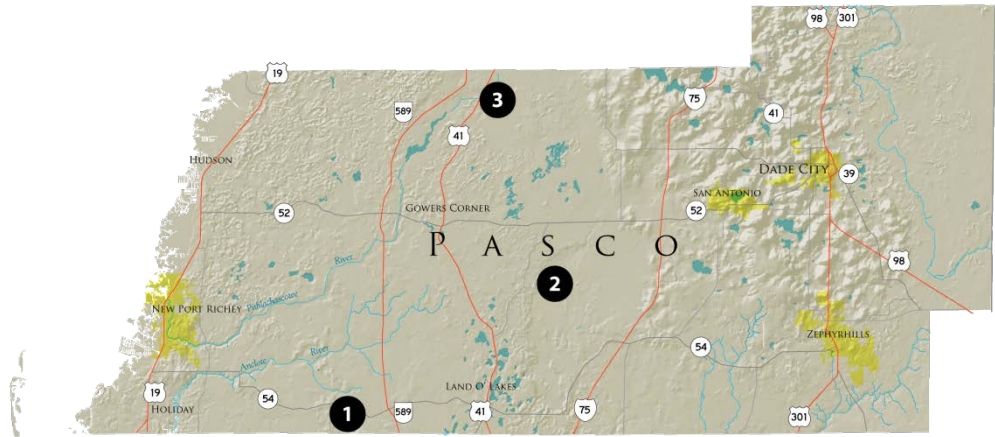 98
301
19
75
3
589
41
41
HUDSON
DADE CITY
39
SAN ANTONIO
52
GOWERS CORNER
52
PASCO
River
98
2
Pithlachascotee
NEW PORT RICHEY
ZEPHYRHILLS
54
River
Anclote
19
LAND O' LAKES
54
HOLIDAY
1
589
41
75
301